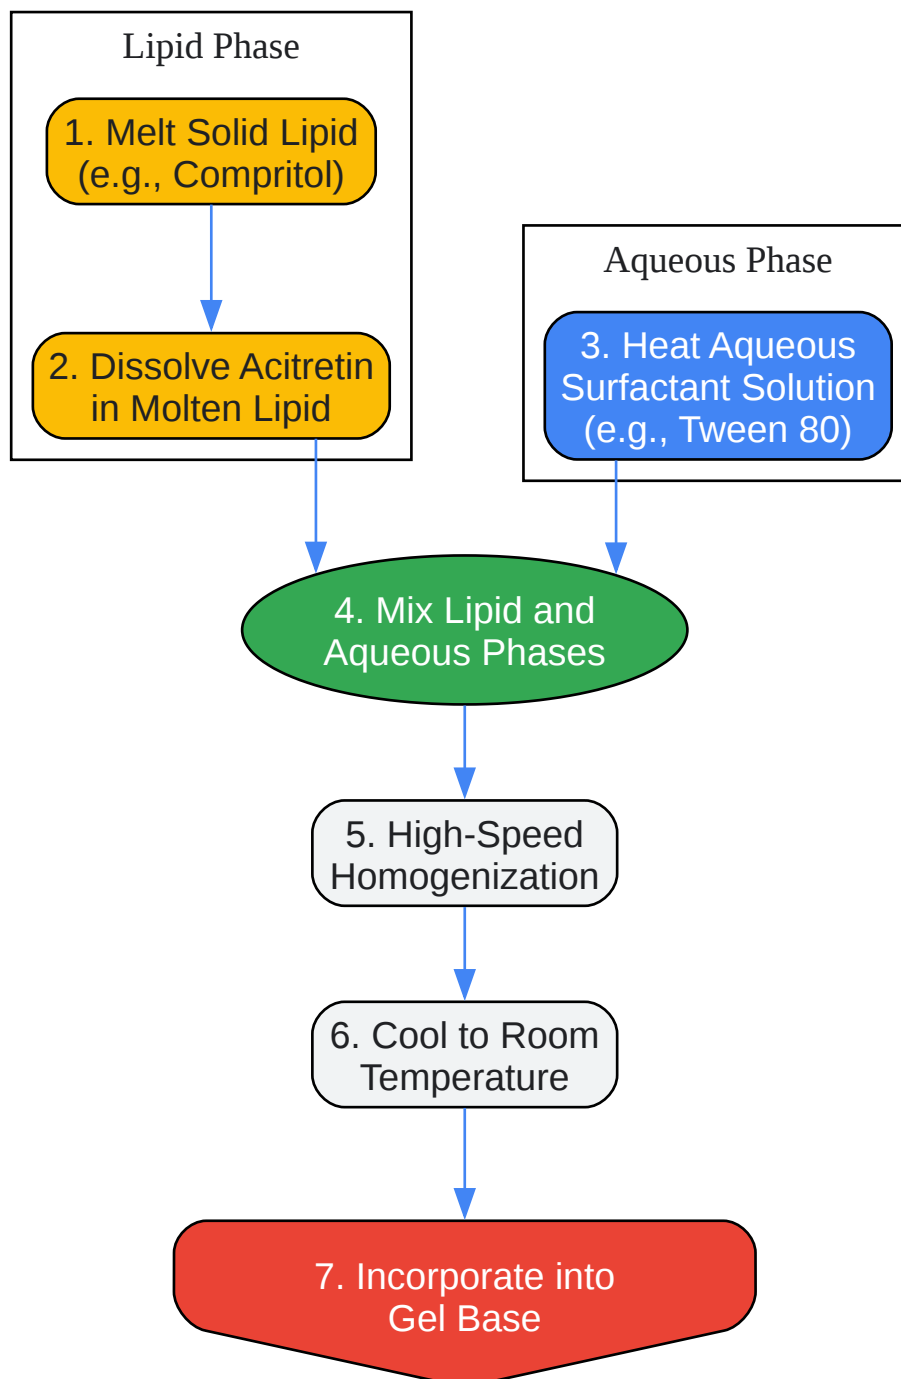 Lipid Phase
1. Melt Solid Lipid
(e.g., Compritol)
2. Dissolve Acitretin
in Molten Lipid
Aqueous Phase
3. Heat Aqueous
Surfactant Solution
(e.g., Tween 80)
4. Mix Lipid and
Aqueous Phases
5. High-Speed
Homogenization
6. Cool to Room
Temperature
7. Incorporate into
Gel Base